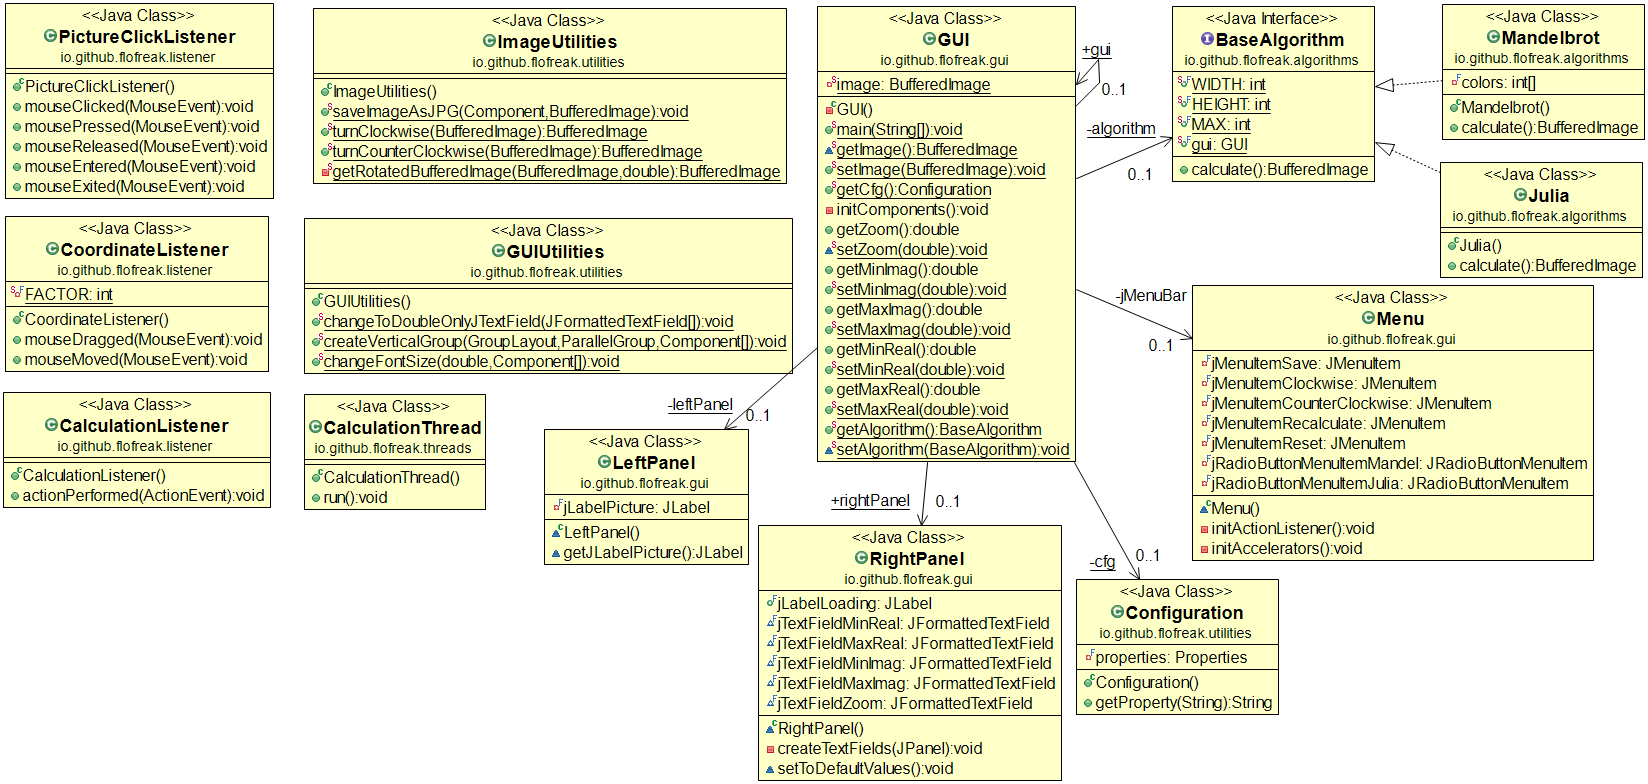 <<Java Class>>
PictureClickListener
io.github.flofreak.listener
PictureClickListener()
mouseClicked(MouseEvent):void
mousePressed(MouseEvent):void
mouseReleased(MouseEvent):void
mouseEntered(MouseEvent):void
mouseExited(MouseEvent):void
<<Java Class>>
CoordinateListener
io.github.flofreak.listener
FACTOR: int
CoordinateListener()
mouseDragged(MouseEvent):void
mouseMoved(MouseEvent):void
<<Java Class>>
CalculationListener
io.github.flofreak.listener
CalculationListener()
actionPerformed(ActionEvent):void
<<Java Class>>
ImageUtilities
io.github.flofreak.utilities
ImageUtilities()
saveImageAsJPG(Component,BufferedImage):void
turnClockwise(BufferedImage):BufferedImage
turnCounterClockwise(BufferedImage):BufferedImage
getRotatedBufferedImage(BufferedImage,double):BufferedImage
<<Java Class>>
GUIUtilities
io.github.flofreak.utilities
GUIUtilities()
changeToDoubleOnlyJTextField(JFormattedTextField[]):void
createVerticalGroup(GroupLayout,ParallelGroup,Component[]):void
changeFontSize(double,Component[]):void
<<Java Class>>
CalculationThread
io.github.flofreak.threads
CalculationThread()
run():void
<<Java Class>>
GUI
io.github.flofreak.gui
image: BufferedImage
GUI()
main(String[]):void
getImage():BufferedImage
setImage(BufferedImage):void
getCfg():Configuration
initComponents():void
getZoom():double
setZoom(double):void
getMinImag():double
setMinImag(double):void
getMaxImag():double
setMaxImag(double):void
getMinReal():double
setMinReal(double):void
getMaxReal():double
setMaxReal(double):void
getAlgorithm():BaseAlgorithm
setAlgorithm(BaseAlgorithm):void
+gui
0..1
-algorithm
0..1
-jMenuBar
0..1
-leftPanel
0..1
+rightPanel
0..1
-cfg
0..1
<<Java Interface>>
BaseAlgorithm
io.github.flofreak.algorithms
WIDTH: int
HEIGHT: int
MAX: int
gui: GUI
calculate():BufferedImage
<<Java Class>>
Mandelbrot
io.github.flofreak.algorithms
colors: int[]
Mandelbrot()
calculate():BufferedImage
<<Java Class>>
Julia
io.github.flofreak.algorithms
Julia()
calculate():BufferedImage
<<Java Class>>
Menu
io.github.flofreak.gui
jMenuItemSave: JMenuItem
jMenuItemClockwise: JMenuItem
jMenuItemCounterClockwise: JMenuItem
jMenuItemRecalculate: JMenuItem
jMenuItemReset: JMenuItem
jRadioButtonMenuItemMandel: JRadioButtonMenuItem
jRadioButtonMenuItemJulia: JRadioButtonMenuItem
Menu()
initActionListener():void
initAccelerators():void
<<Java Class>>
LeftPanel
io.github.flofreak.gui
jLabelPicture: JLabel
LeftPanel()
getJLabelPicture():JLabel
<<Java Class>>
RightPanel
io.github.flofreak.gui
jLabelLoading: JLabel
jTextFieldMinReal: JFormattedTextField
jTextFieldMaxReal: JFormattedTextField
jTextFieldMinImag: JFormattedTextField
jTextFieldMaxImag: JFormattedTextField
jTextFieldZoom: JFormattedTextField
RightPanel()
createTextFields(JPanel):void
setToDefaultValues():void
<<Java Class>>
Configuration
io.github.flofreak.utilities
properties: Properties
Configuration()
getProperty(String):String